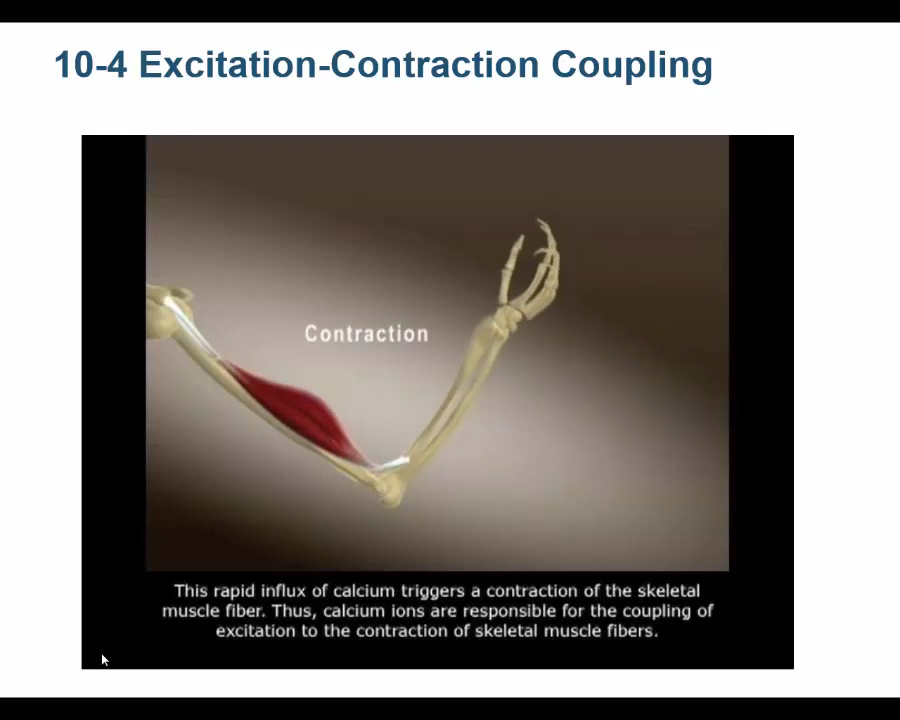 10-4 Excitation-Contraction Coupling
Contraction
This rapid influx of calcium triggers a contraction of the skeletal
muscle fiber. Thus, calcium ions are responsible for the coupling of
excitation to the contraction of skeletal muscle fibers.